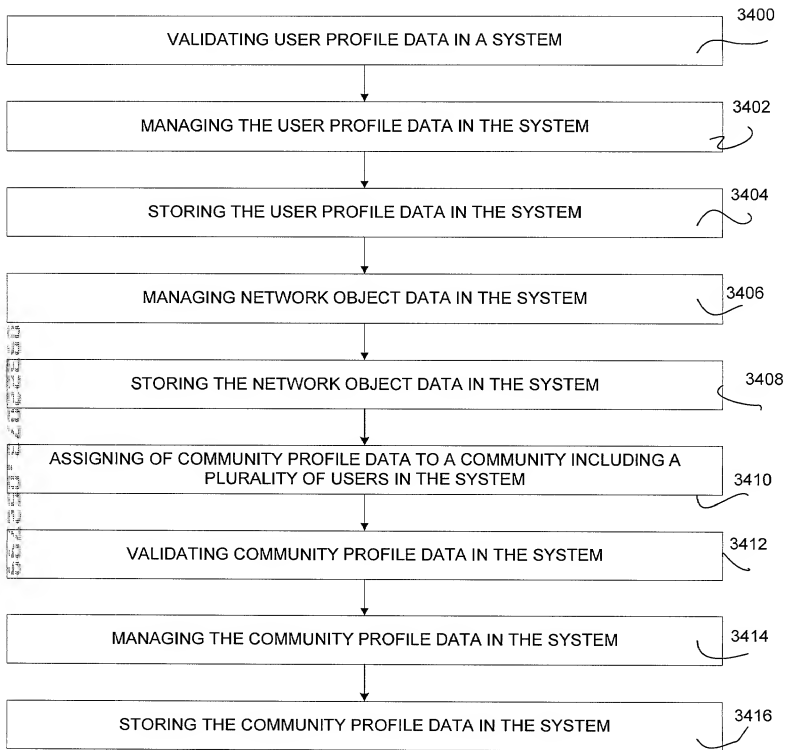 3400
VALIDATING USER PROFILE DATA IN A SYSTEM
3402
MANAGING THE USER PROFILE DATA IN THE SYSTEM
3404
STORING THE USER PROFILE DATA IN THE SYSTEM
3406
MANAGING NETWORK OBJECT DATA IN THE SYSTEM
3408
STORING THE NETWORK OBJECT DATA IN THE SYSTEM
ASSIGNING OF COMMUNITY PROFILE DATA TO A COMMUNITY INCLUDING A
PLURALITY OF USERS IN THE SYSTEM
3410
3412
VALIDATING COMMUNITY PROFILE DATA IN THE SYSTEM
3414
MANAGING THE COMMUNITY PROFILE DATA IN THE SYSTEM
3416
STORING THE COMMUNITY PROFILE DATA IN THE SYSTEM